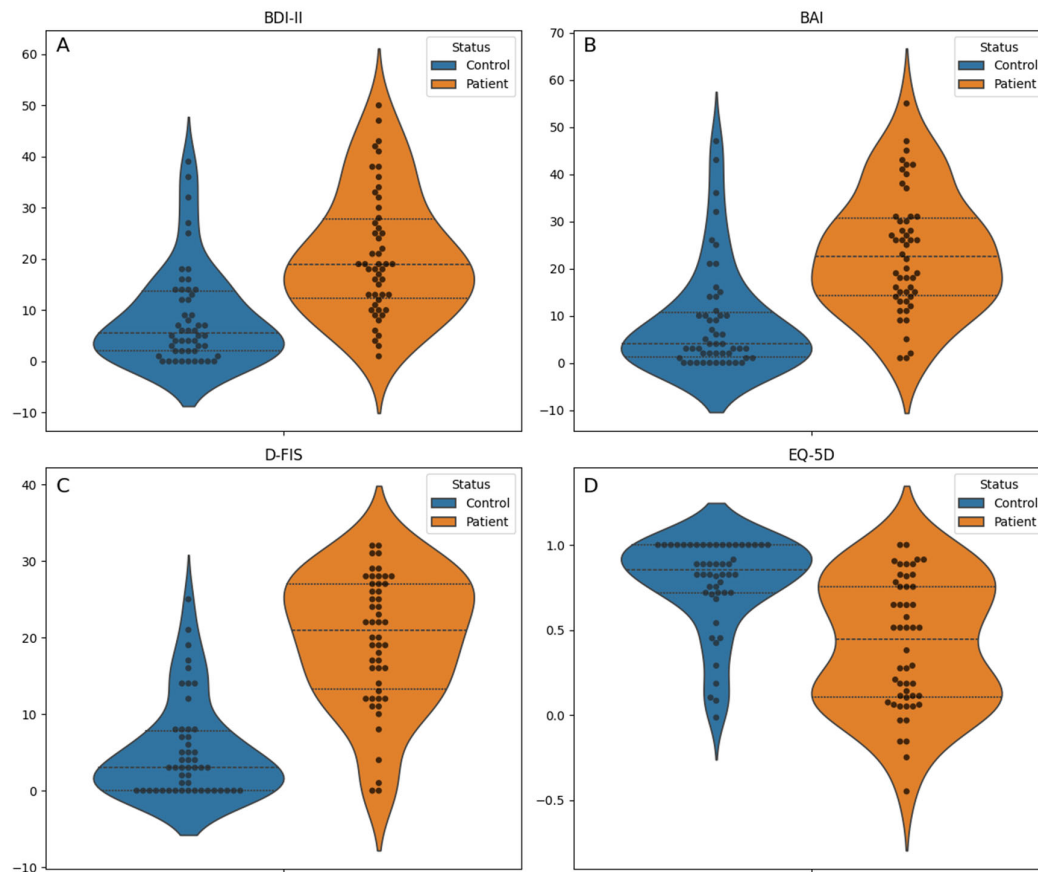 BDI-II
A
Status
Control
Patient
60
50
40
30
20
10
0
−10
BAI
B
Status
Control
Patient
70
60
50
40
30
20
10
0
−10
D-FIS
C
Status
Control
Patient
40
30
20
10
0
−10
EQ-5D
D
Status
Control
Patient
1.0
0.5
0.0
−0.5